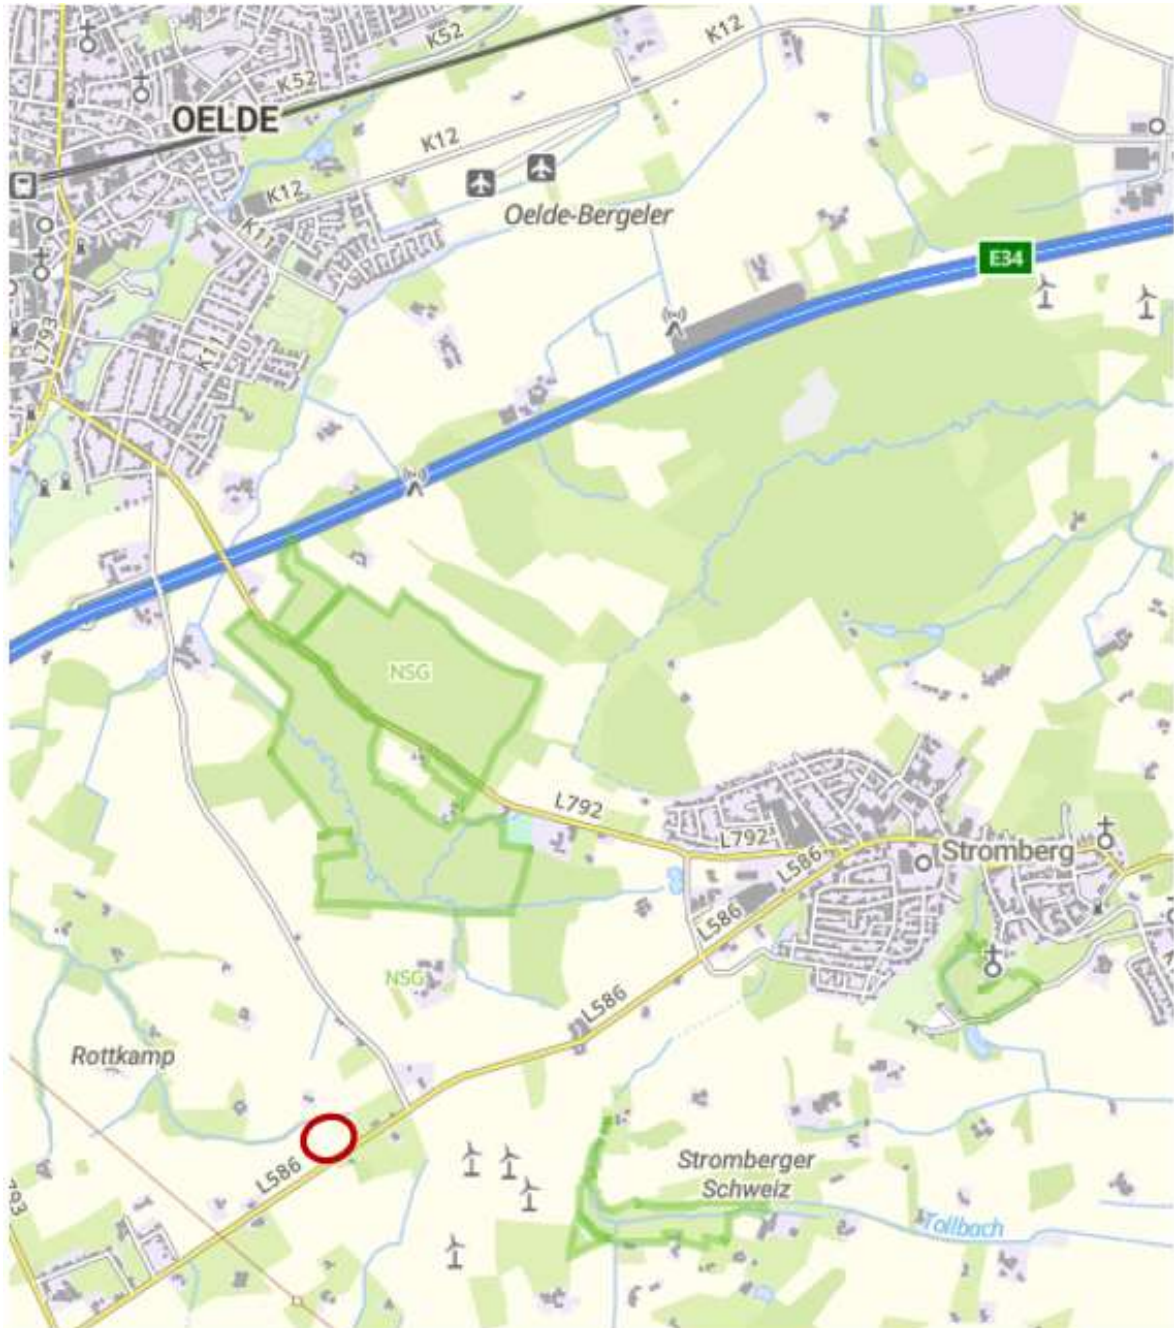 K52
K12
K52
OELDE
K12
K12
Oelde-Bergeler
K11
E34
L793
K11
NSG
L792
L792
L586
Stromberg
L586
NSG
L586
Rottkamp
L586
Stromberger
Schweiz
Tollbach